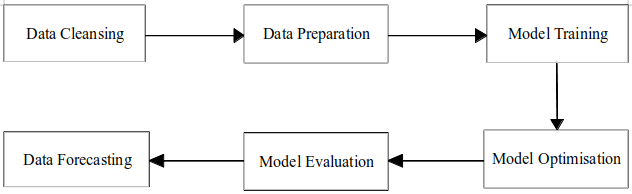 Data Cleansing
Data Preparation
Model Training
Model Optimisation
Model Evaluation
Data Forecasting